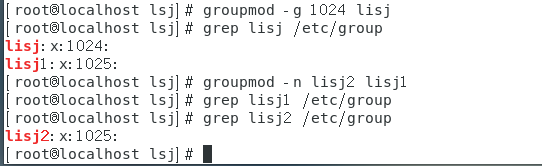 [root@localhost lsj]# groupmod -g 1024 lisj
[root@localhost lsj]# grep lisj /etc/group
lisj:x:1024:
lisj1:x:1025:
[root@localhost lsj]# groupmod -n lisj2 lisj1
[root@localhost lsj]# grep lisj1 /etc/group
[root@localhost lsj]# grep lisj2 /etc/group
lisj2:x:1025:
[root@localhost lsj]#